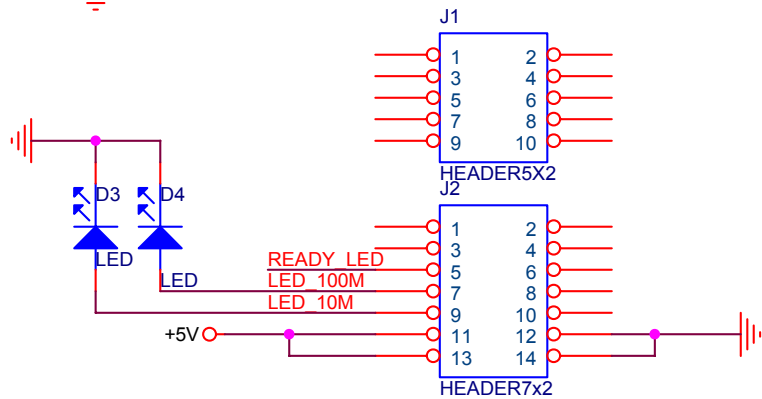 J1
1 2
3 4
5 6
7 8
9 10
HEADER5X2
J2
D3 D4
1 2
LED
3 4
READY_LED 5 6
LED
LED_100M 7 8
LED_10M 9 10
+5V 11 12
13 14
HEADER7x2